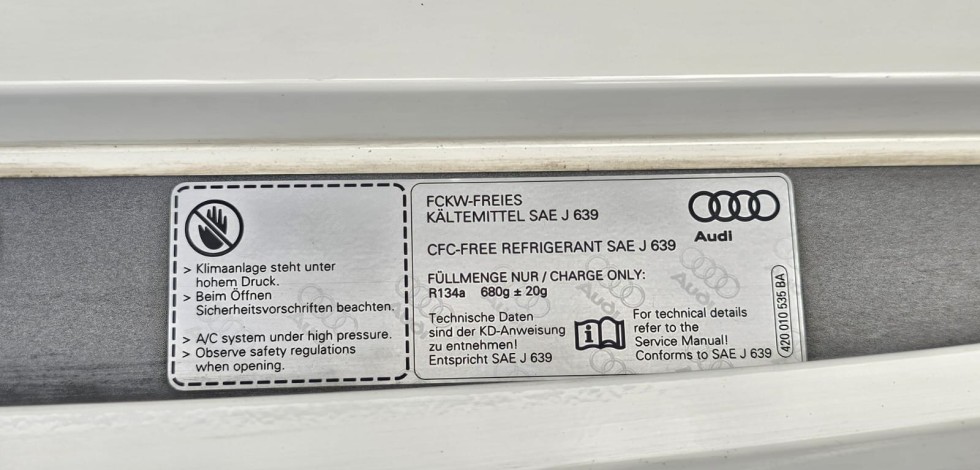 > Klimaanlage steht unter
hohem Druck.
> Beim Öffnen
Sicherheitsvorschriften beachten.
> A/C system under high pressure.
> Observe safety regulations
when opening.
FCKW-FREIES
KÄLTEMITTEL SAE J 639
CFC-FREE REFRIGERANT SAE J 639
FÜLLMENGE NUR / CHARGE ONLY:
R134a 680g ± 20g
Technische Daten
sind der KD-Anweisung
zu entnehmen!
Entspricht SAE J 639
For technical details
refer to the
Service Manual!
Conforms to SAE J 639
Audi
420 010 535 BA